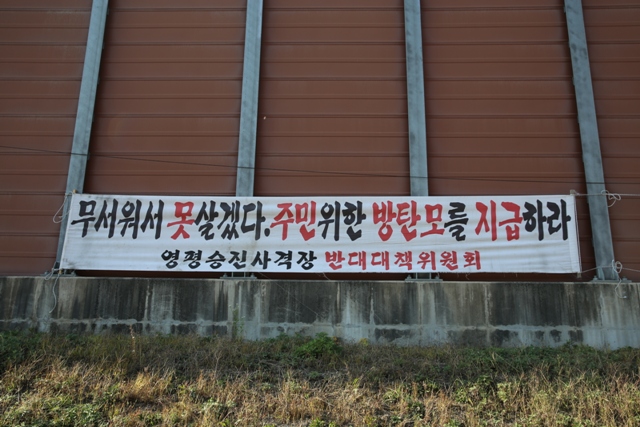 무서워서 못살겠다. 주민위한 방탄모를 지급하라
영평승진사격장 반대대책위원회